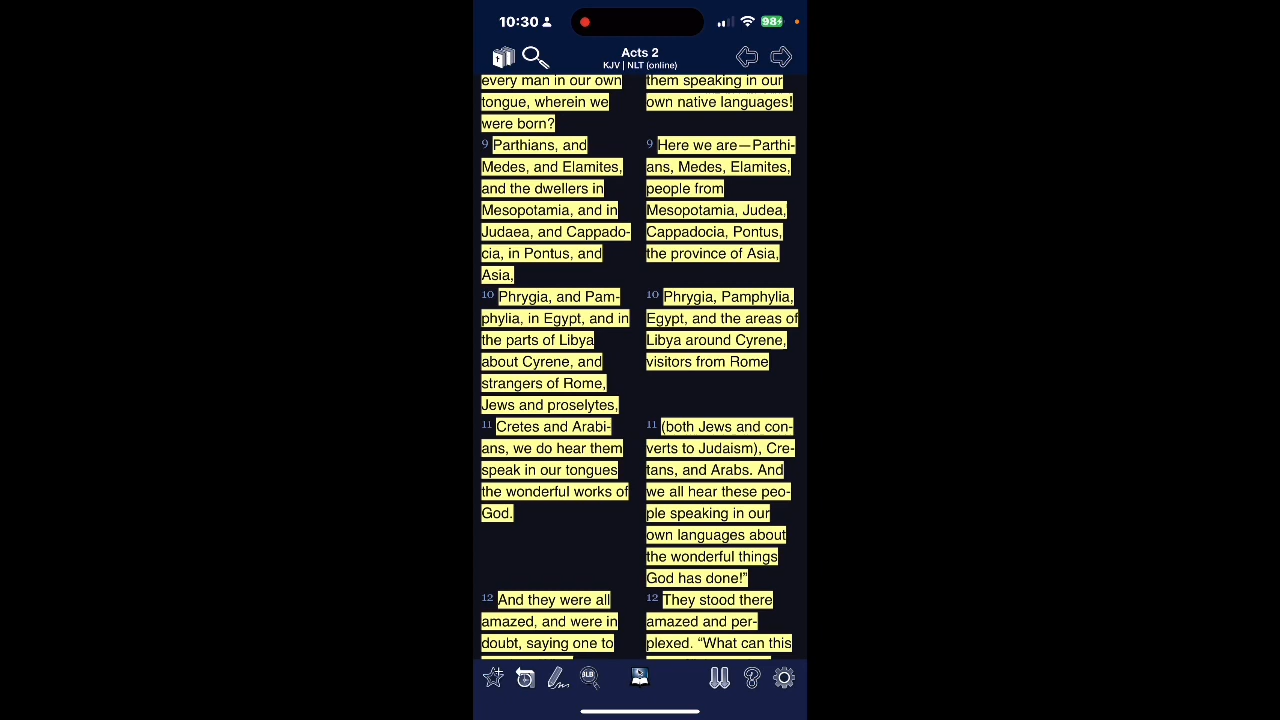 10:30
98
Acts 2
KJV | NLT (online)
every man in our own
tongue, wherein we
were born?
9 Parthians, and
Medes, and Elamites,
and the dwellers in
Mesopotamia, and in
Judaea, and Cappado-
cia, in Pontus, and
Asia,
10 Phrygia, and Pam-
phylia, in Egypt, and in
the parts of Libya
about Cyrene, and
strangers of Rome,
Jews and proselytes,
11 Cretes and Arabi-
ans, we do hear them
speak in our tongues
the wonderful works of
God.
12 And they were all
amazed, and were in
doubt, saying one to
them speaking in our
own native languages!
9 Here we are—Parthi-
ans, Medes, Elamites,
people from
Mesopotamia, Judea,
Cappadocia, Pontus,
the province of Asia,
10 Phrygia, Pamphylia,
Egypt, and the areas of
Libya around Cyrene,
visitors from Rome
11 (both Jews and con-
verts to Judaism), Cre-
tans, and Arabs. And
we all hear these peo-
ple speaking in our
own languages about
the wonderful things
God has done!”
12 They stood there
amazed and per-
plexed. “What can this
BLB